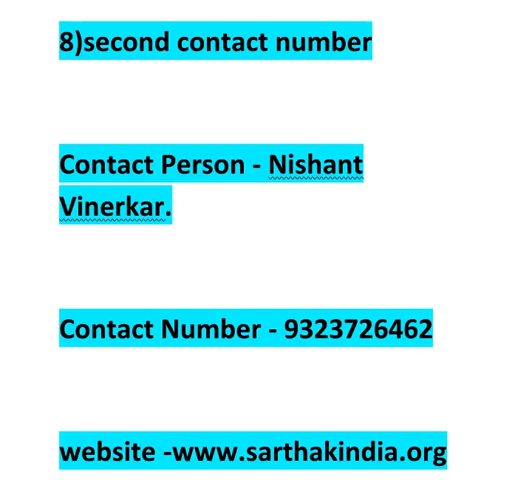 8)second contact number
Contact Person - Nishant
Vinerkar.
Contact Number - 9323726462
website -www.sarthakindia.org